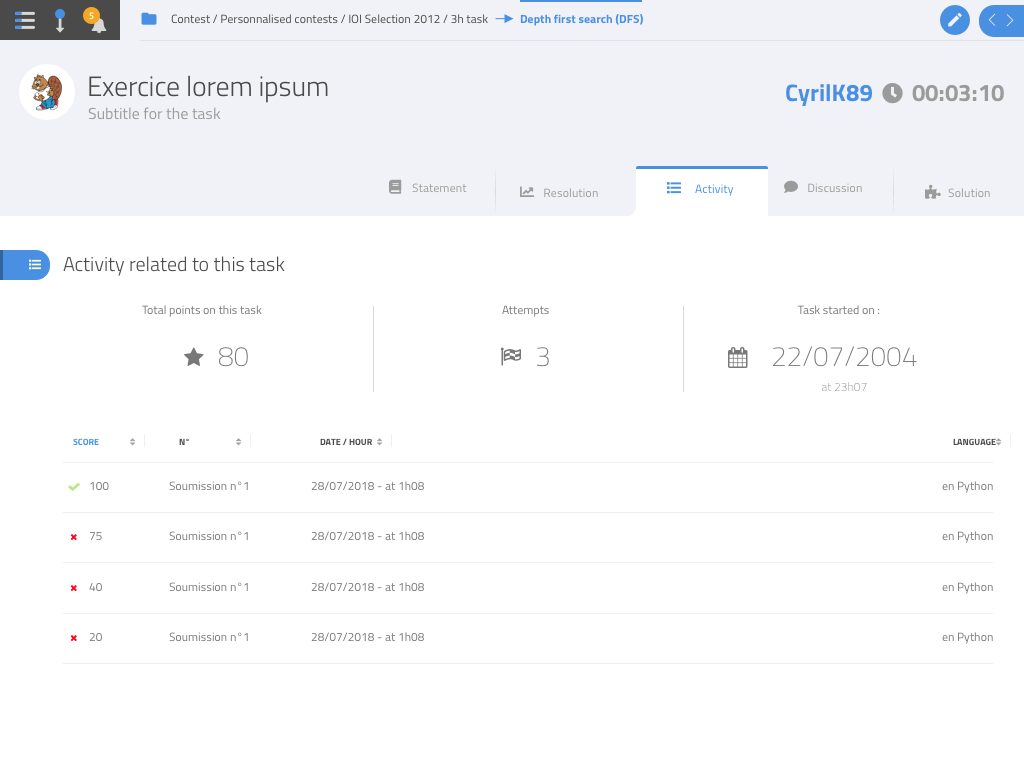 5
Contest / Personnalised contests / IOI Selection 2012 / 3h task Depth first search (DFS)
Exercice lorem ipsum
Subtitle for the task
CyrilK89 00:03:10
Statement
Resolution
Activity
Discussion
Solution
Activity related to this task
Total points on this task
80
Attempts
3
Task started on :
22/07/2004
at 23h07
SCORE N° DATE / HOUR LANGUAGE
100 Soumission n°1 28/07/2018 - at 1h08 en Python
75 Soumission n°1 28/07/2018 - at 1h08 en Python
40 Soumission n°1 28/07/2018 - at 1h08 en Python
20 Soumission n°1 28/07/2018 - at 1h08 en Python